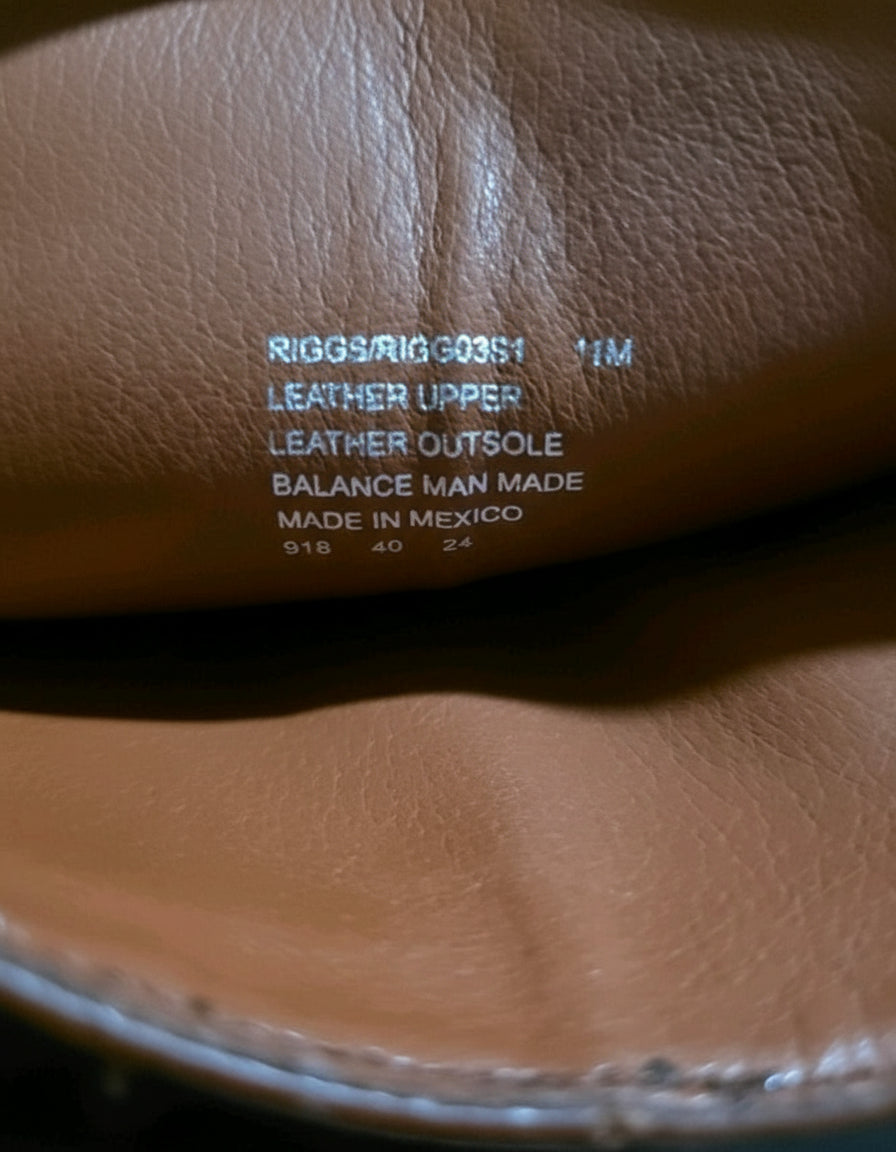 RIGGS/RIGG03S1 11M
LEATHER UPPER
LEATHER OUTSOLE
BALANCE MAN MADE
MADE IN MEXICO
918 40 24